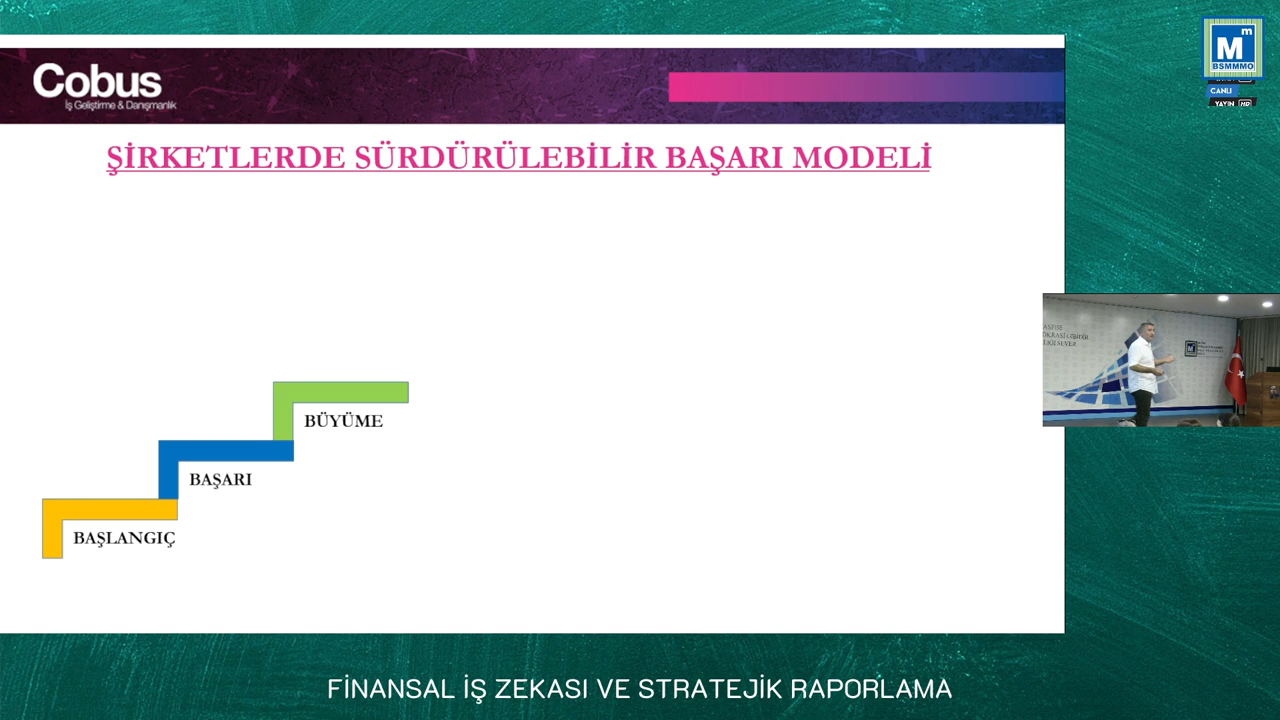 Cobus
İş Geliştirme & Danışmanlık
M m
BSMMMO
CANLI
YAYIN HD
ŞİRKETLERDE SÜRDÜRÜLEBİLİR BAŞARI MODELİ
BÜYÜME
BAŞARI
BAŞLANGIÇ
FİNANSAL İŞ ZEKASI VE STRATEJİK RAPORLAMA